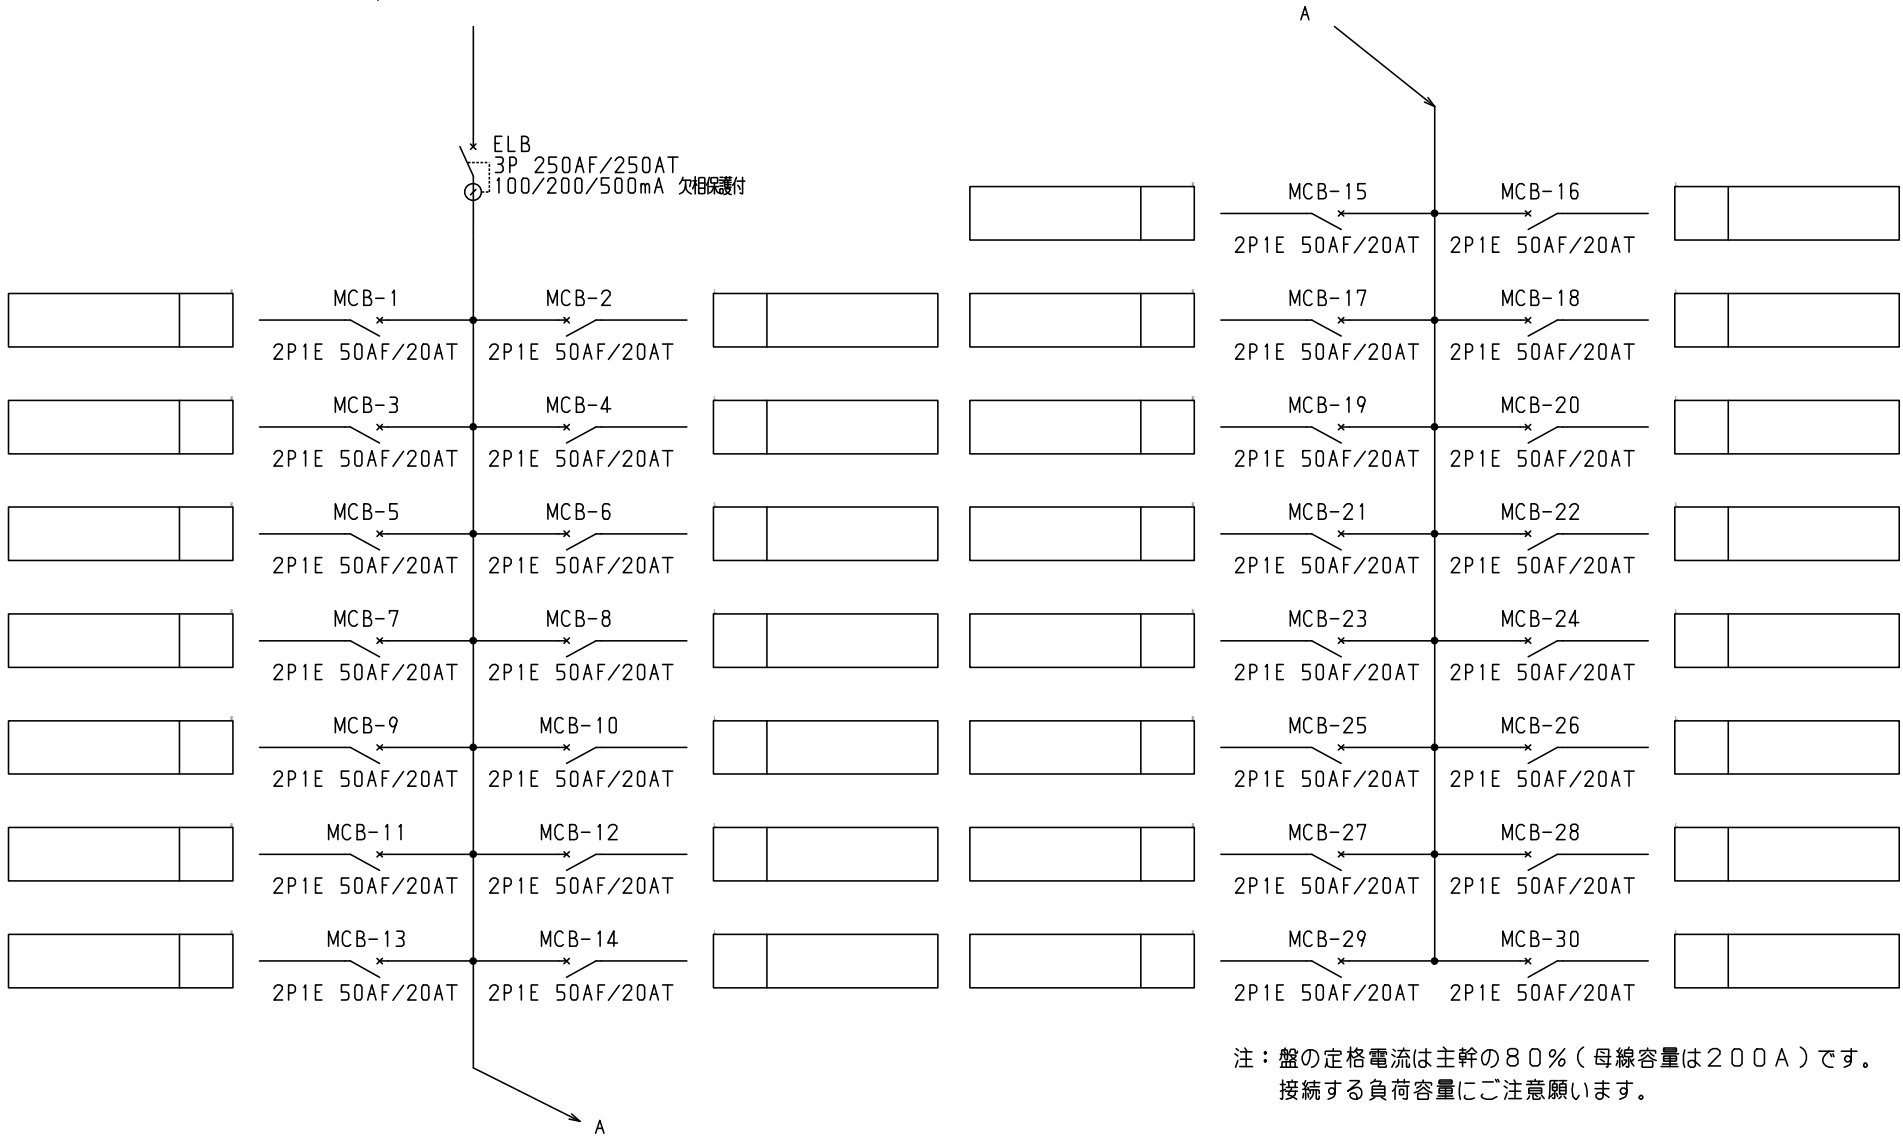 ELB
3P 250AF/250AT
100/200/500mA 欠相保護付
MCB-1 MCB-2
2P1E 50AF/20AT 2P1E 50AF/20AT
MCB-3 MCB-4
2P1E 50AF/20AT 2P1E 50AF/20AT
MCB-5 MCB-6
2P1E 50AF/20AT 2P1E 50AF/20AT
MCB-7 MCB-8
2P1E 50AF/20AT 2P1E 50AF/20AT
MCB-9 MCB-10
2P1E 50AF/20AT 2P1E 50AF/20AT
MCB-11 MCB-12
2P1E 50AF/20AT 2P1E 50AF/20AT
MCB-13 MCB-14
2P1E 50AF/20AT 2P1E 50AF/20AT
A
A
MCB-15 MCB-16
2P1E 50AF/20AT 2P1E 50AF/20AT
MCB-17 MCB-18
2P1E 50AF/20AT 2P1E 50AF/20AT
MCB-19 MCB-20
2P1E 50AF/20AT 2P1E 50AF/20AT
MCB-21 MCB-22
2P1E 50AF/20AT 2P1E 50AF/20AT
MCB-23 MCB-24
2P1E 50AF/20AT 2P1E 50AF/20AT
MCB-25 MCB-26
2P1E 50AF/20AT 2P1E 50AF/20AT
MCB-27 MCB-28
2P1E 50AF/20AT 2P1E 50AF/20AT
MCB-29 MCB-30
2P1E 50AF/20AT 2P1E 50AF/20AT
注：盤の定格電流は主幹の８０％（母線容量は２００Ａ）です。
接続する負荷容量にご注意願います。